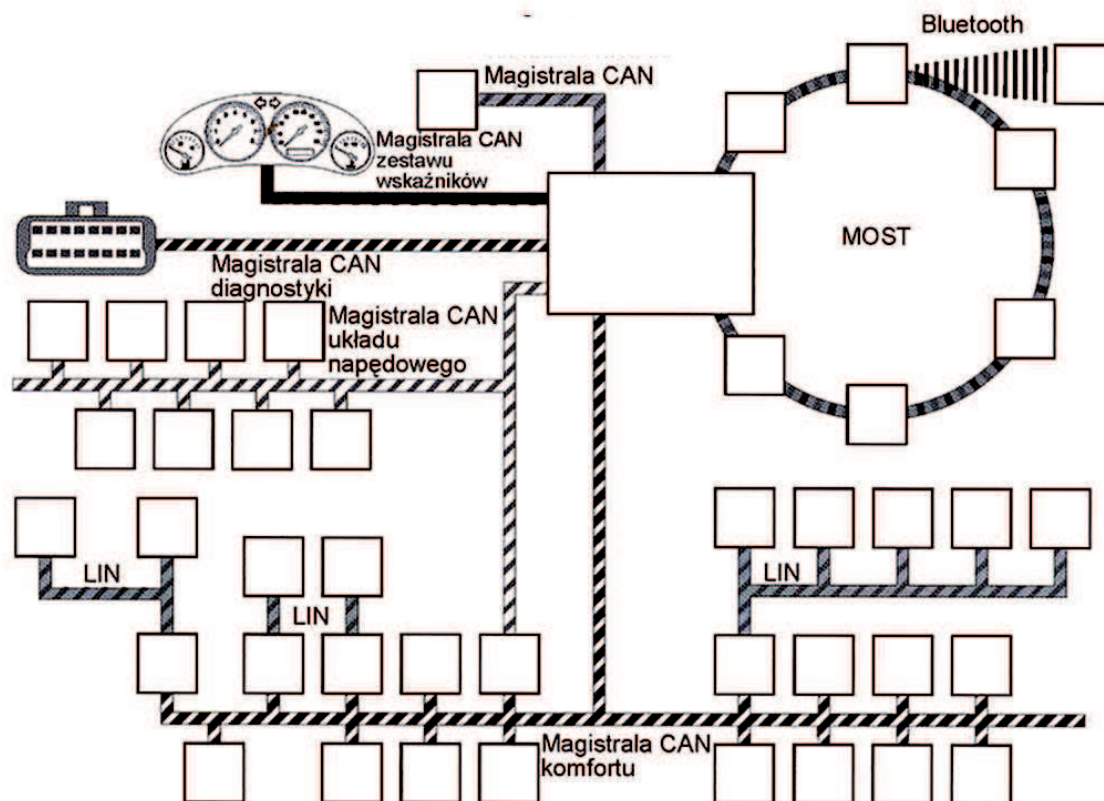 Bluetooth
Magistrala CAN
Magistrala CAN
zestawu
wskaźników
MOST
Magistrala CAN
diagnostyki
Magistrala CAN
układu
napędowego
LIN
LIN
LIN
Magistrala CAN
komfortu